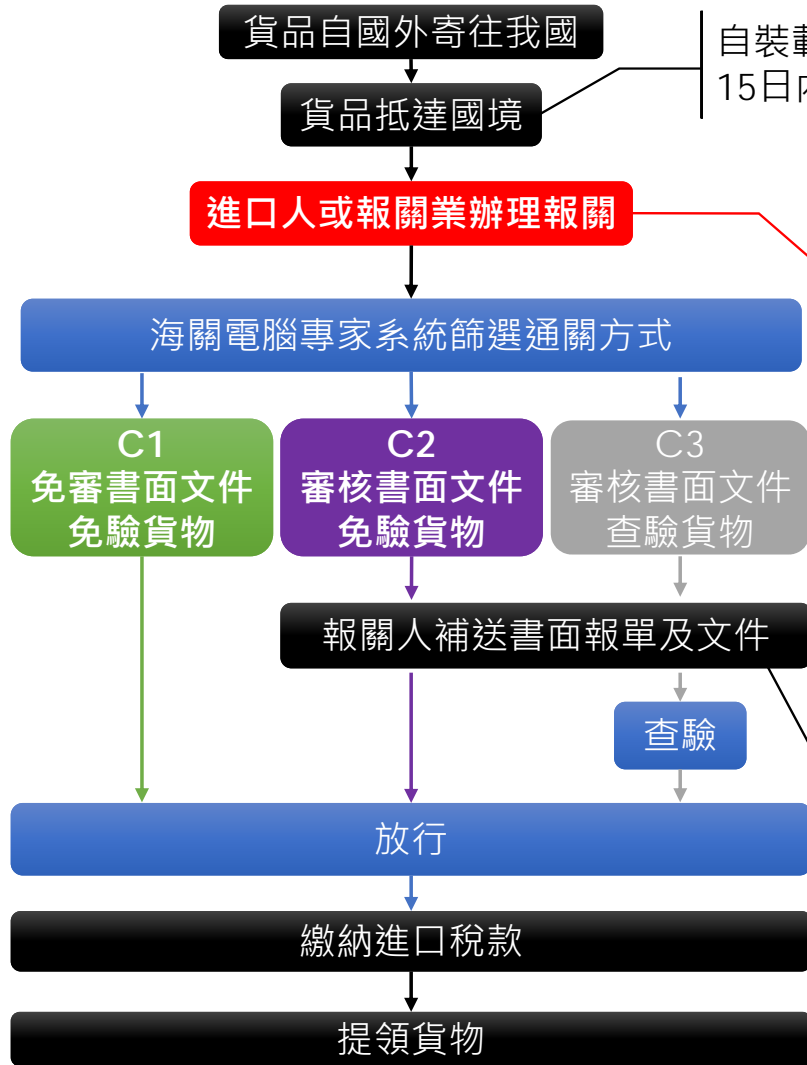 貨品自國外寄往我國
自裝
15日
貨品抵達國境
進口人或報關業辦理報關
海關電腦專家系統篩選通關方式
C1
免審書面文件
免驗貨物
C2
審核書面文件
免驗貨物
C3
審核書面文件
查驗貨物
報關人補送書面報單及文件
查驗
放行
繳納進口稅款
提領貨物